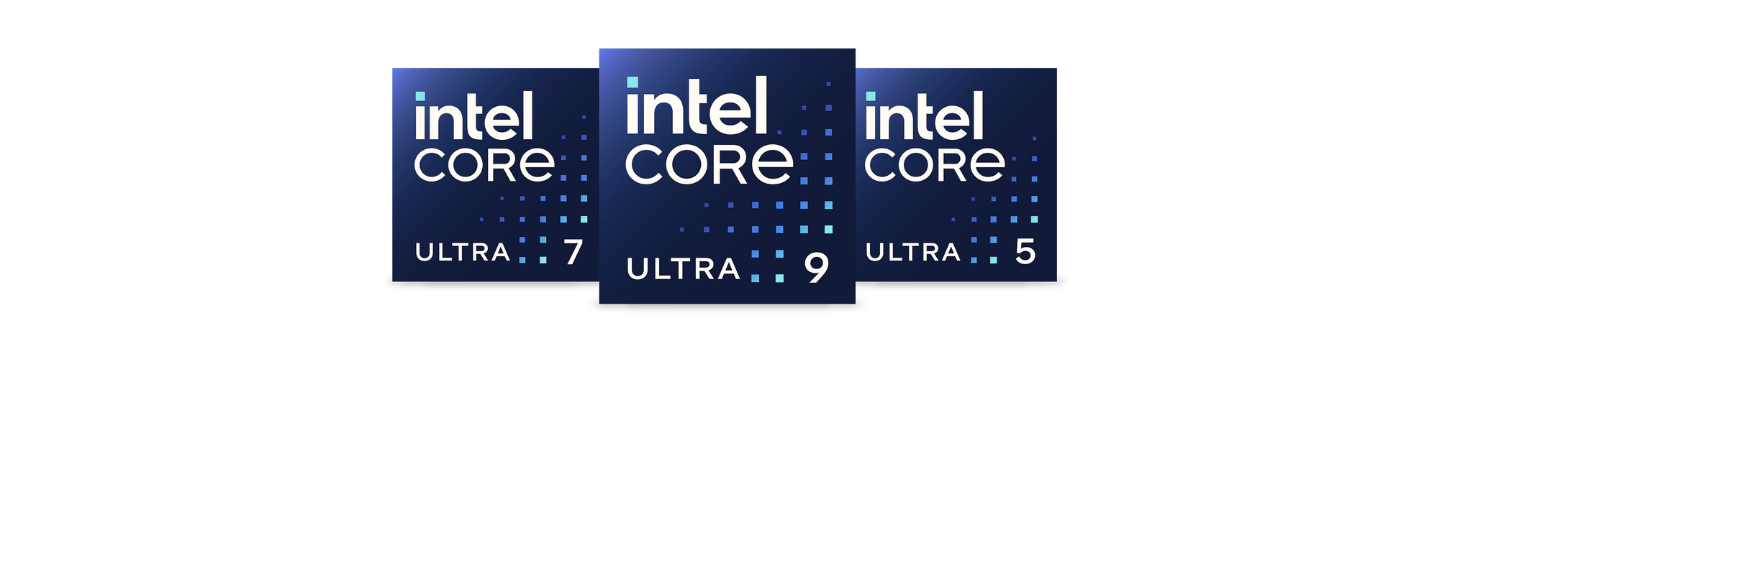 intel
CORE
ULTRA 7
intel
CORE
ULTRA 9
intel
CORE
ULTRA 5